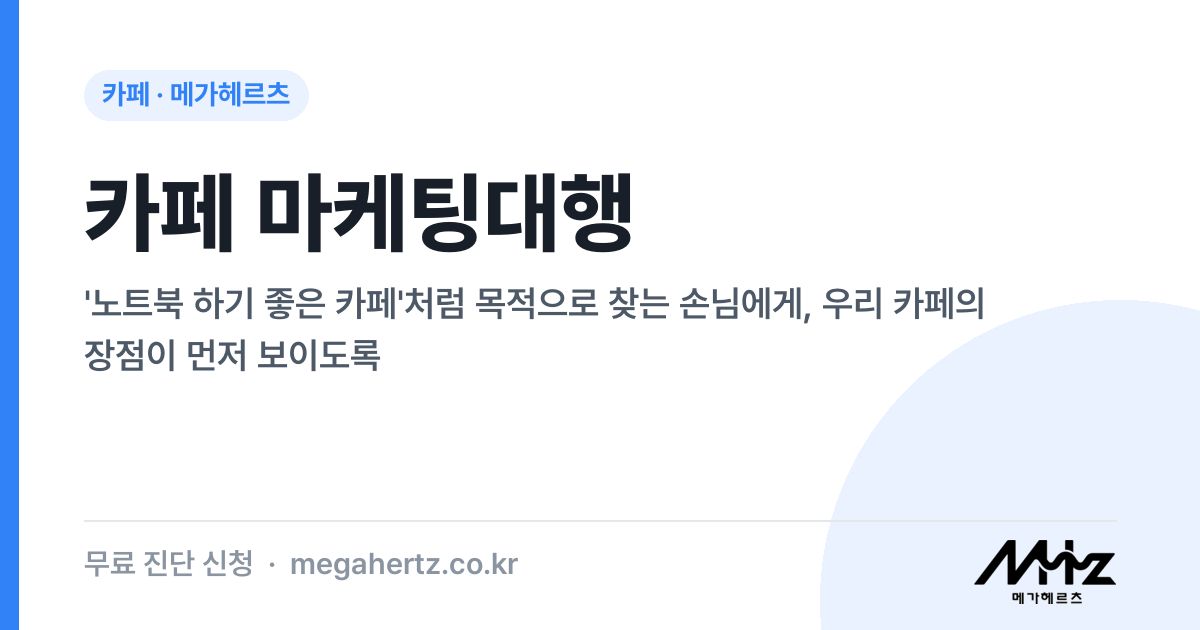 카페 · 메가헤르츠
카페 마케팅대행
'노트북 하기 좋은 카페'처럼 목적으로 찾는 손님에게, 우리 카페의
장점이 먼저 보이도록
무료 진단 신청 · megahertz.co.kr
MHz
메가헤르츠